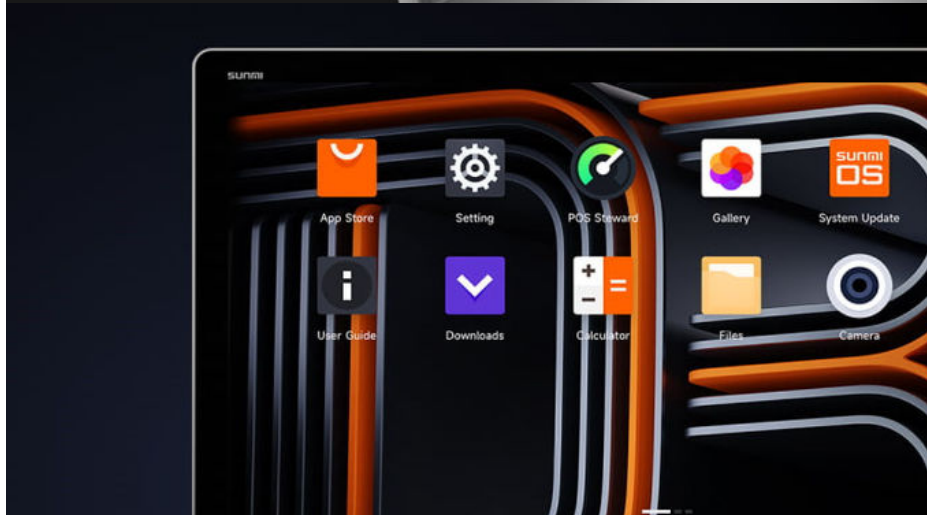 SUNMI
App Store
Setting
POS Steward
Gallery
SUNMI
OS
System Update
User Guide
Downloads
Calculator
Files
Camera